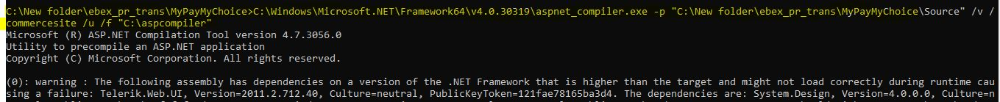 C:\New folder\ebex_pr_trans\MyPayMyChoice>C:\Windows\Microsoft.NET\Framework64\v4.0.30319\aspnet_compiler.exe -p "C:\New folder\ebex_pr_trans\MyPayMyChoice\Source" /v /
commercesite /u /f "C:\aspcompiler"
Microsoft (R) ASP.NET Compilation Tool version 4.7.3056.0
Utility to precompile an ASP.NET application
Copyright (C) Microsoft Corporation. All rights reserved.
(0): warning : The following assembly has dependencies on a version of the .NET Framework that is higher than the target and might not load correctly during runtime cau
sing a failure: Telerik.Web.UI, Version=2011.2.712.40, Culture=neutral, PublicKeyToken=121fae78165ba3d4. The dependencies are: System.Design, Version=4.0.0.0, Culture=n